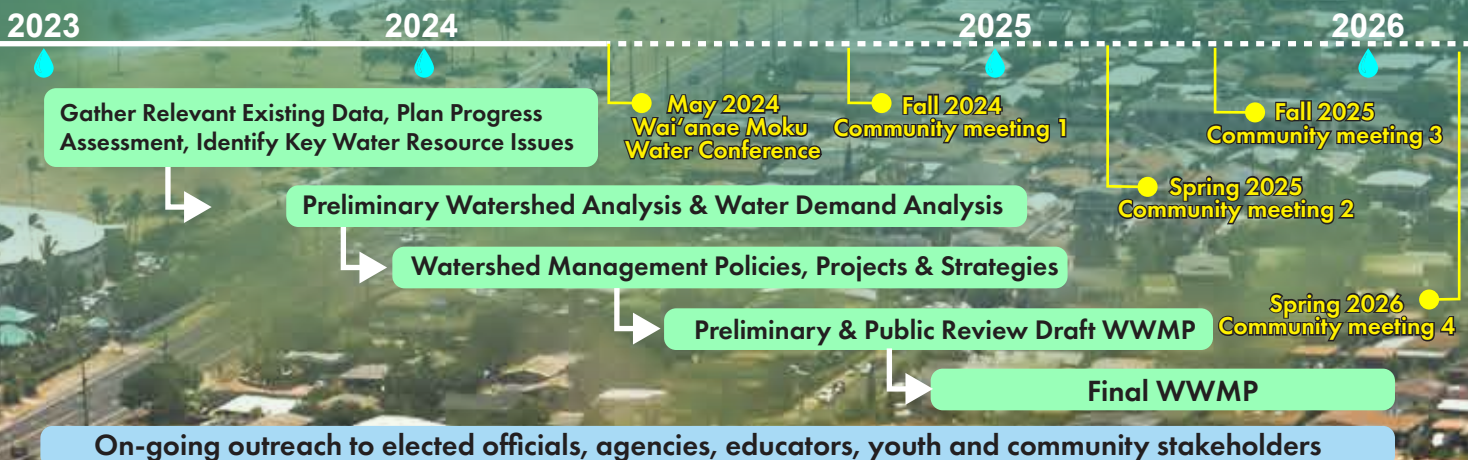 2023
2024
2025
2026
May 2024
Wai‘anae Moku
Water Conference
Fall 2024
Community meeting 1
Fall 2025
Community meeting 3
Gather Relevant Existing Data, Plan Progress
Assessment, Identify Key Water Resource Issues
Spring 2025
Community meeting 2
Preliminary Watershed Analysis & Water Demand Analysis
Watershed Management Policies, Projects & Strategies
Spring 2026
Community meeting 4
Preliminary & Public Review Draft WWMP
Final WWMP
On-going outreach to elected officials, agencies, educators, youth and community stakeholders